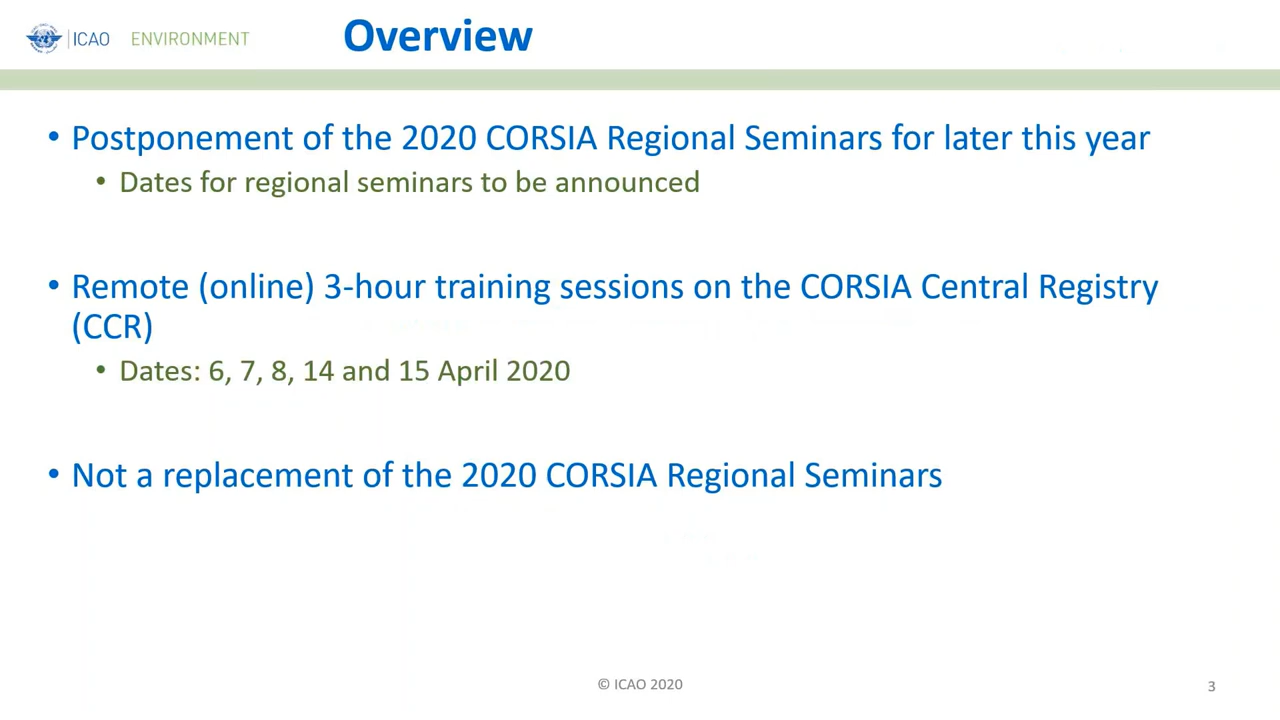 ICAO ENVIRONMENT
Overview
• Postponement of the 2020 CORSIA Regional Seminars for later this year
• Dates for regional seminars to be announced
• Remote (online) 3-hour training sessions on the CORSIA Central Registry
(CCR)
• Dates: 6, 7, 8, 14 and 15 April 2020
• Not a replacement of the 2020 CORSIA Regional Seminars
© ICAO 2020
3